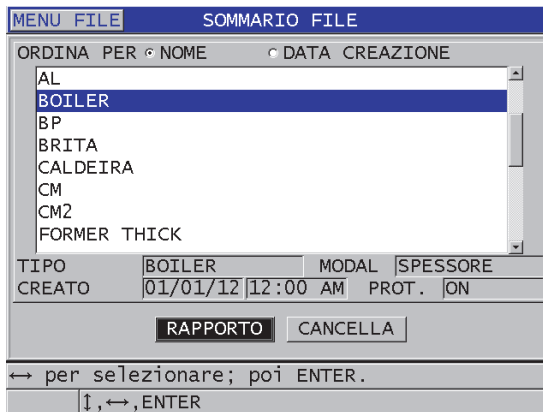 MENU FILE SOMMARIO FILE
ORDINA PER NOME DATA CREAZIONE
AL
BOILER
BP
BRITA
CALDEIRA
CM
CM2
FORMER THICK
TIPO BOILER MODAL SPESSORE
CREATO 01/01/12 12:00 AM PROT. ON
RAPPORTO CANCELLA
↔ per selezionare; poi ENTER.
↕,↔,ENTER